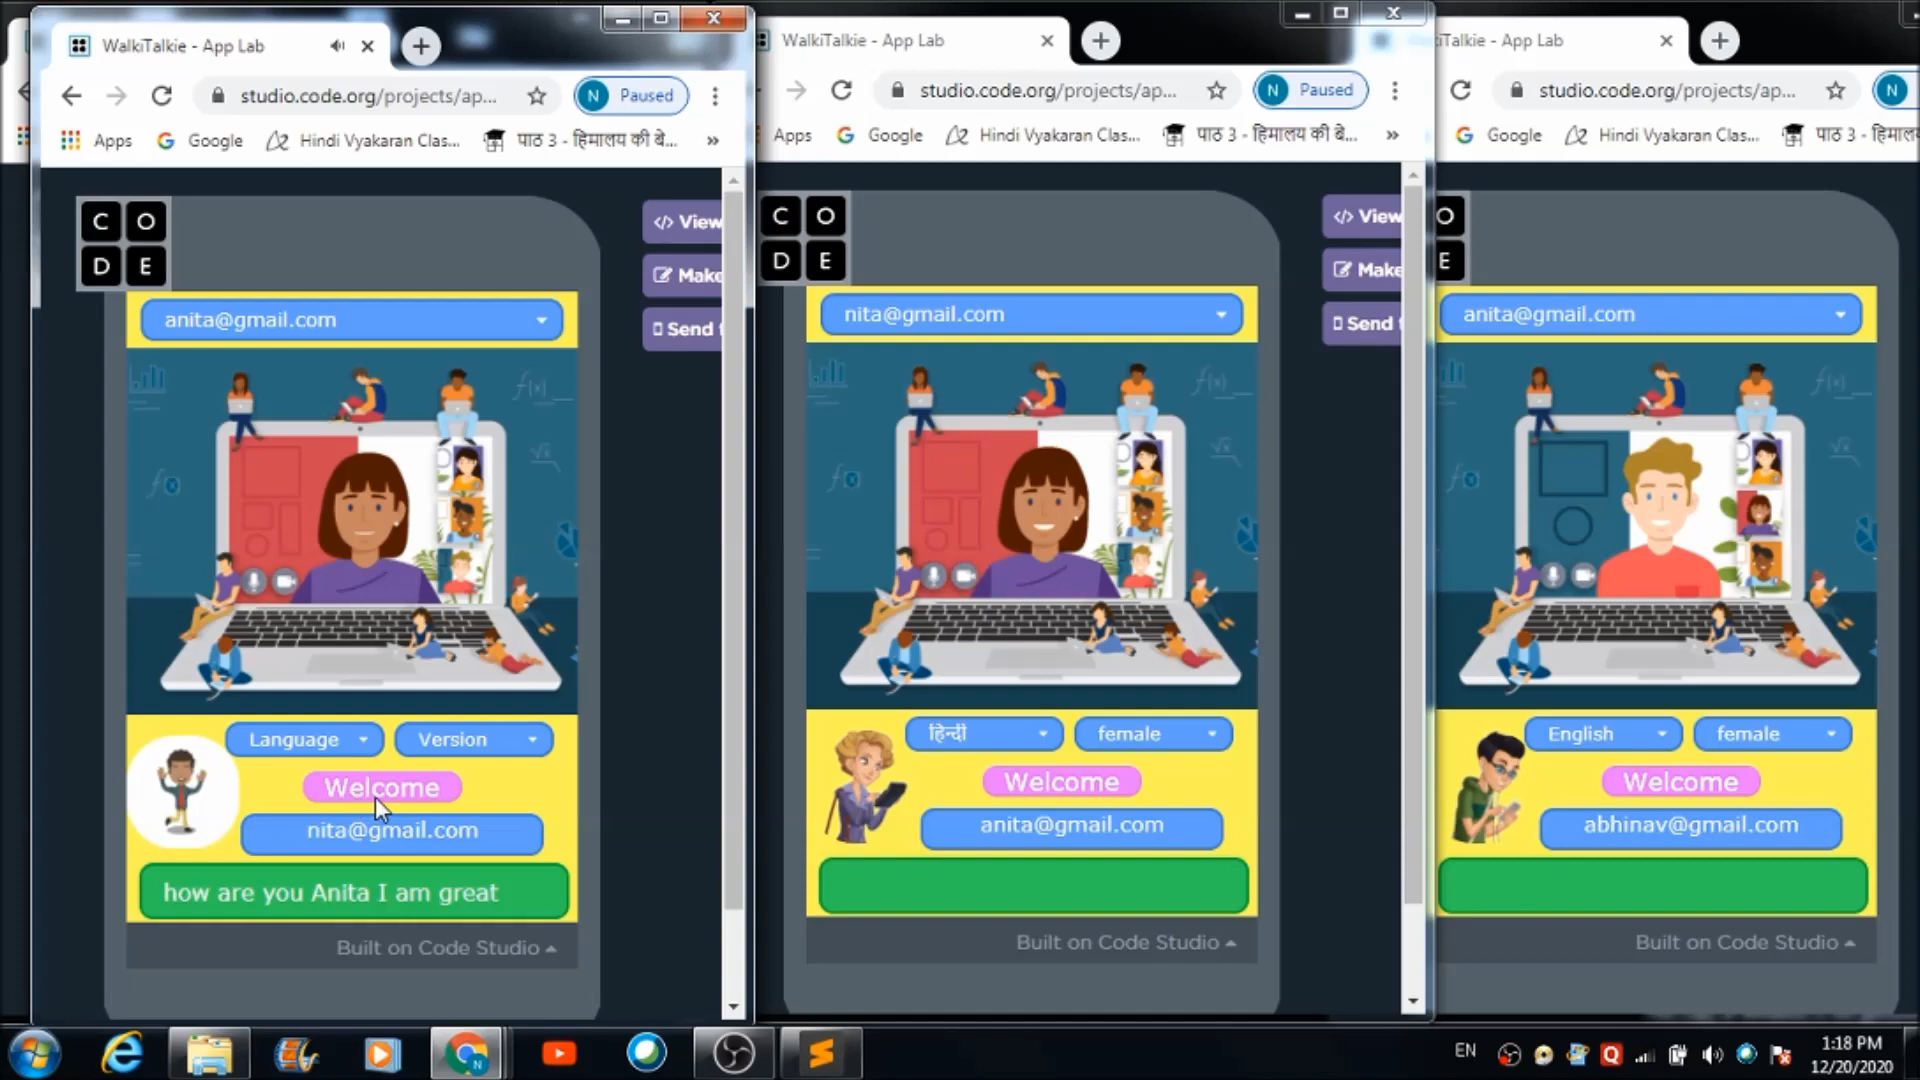 WalkiTalkie - App Lab
studio.code.org/projects/ap...
N Paused
Apps Google Hindi Vyakaran Clas... पाठ 3 - हिमालय की बे... »
C O
D E
</> View
Make
Send
anita@gmail.com
Language Version
Welcome
nita@gmail.com
how are you Anita I am great
Built on Code Studio
WalkiTalkie - App Lab
studio.code.org/projects/ap...
N Paused
Apps Google Hindi Vyakaran Clas... पाठ 3 - हिमालय की बे... »
C O
D E
</> View
Make
Send
nita@gmail.com
हिन्दी female
Welcome
anita@gmail.com
Built on Code Studio
iTalkie - App Lab
studio.code.org/projects/ap...
N
Google Hindi Vyakaran Clas... पाठ 3 - हिमालय
O
E
anita@gmail.com
English female
Welcome
abhinav@gmail.com
Built on Code Studio
EN
1:18 PM
12/20/2020